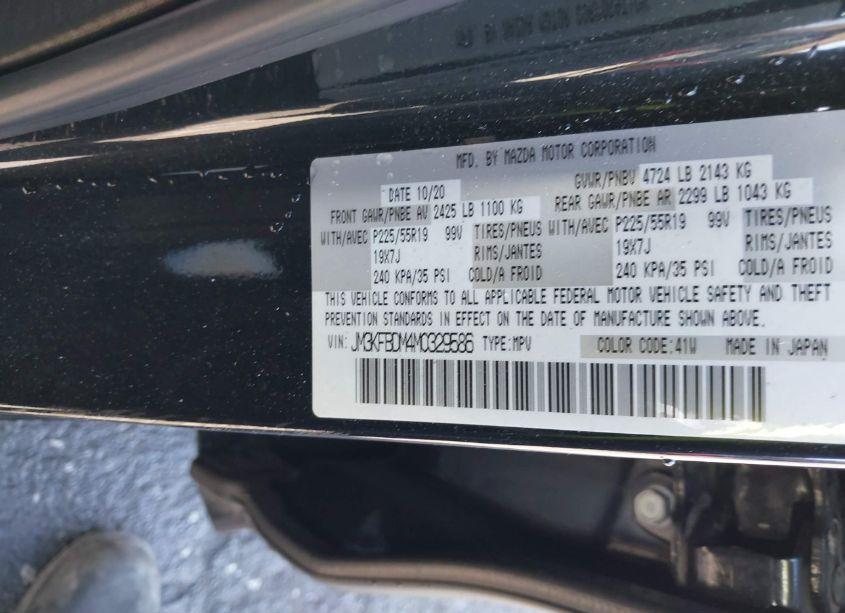 MFD. BY MAZDA MOTOR CORPORATION
DATE 10/20 GVWR/PNBV 4724 LB 2143 KG
FRONT GAWR/PNBE AV 2425 LB 1100 KG REAR GAWR/PNBE AR 2299 LB 1043 KG
WITH/AVEC P225/55R19 99V TIRES/PNEUS WITH/AVEC P225/55R19 99V TIRES/PNEUS
19X7J RIMS/JANTES 19X7J RIMS/JANTES
240 KPA/35 PSI COLD/A FROID 240 KPA/35 PSI COLD/A FROID
THIS VEHICLE CONFORMS TO ALL APPLICABLE FEDERAL MOTOR VEHICLE SAFETY AND THEFT
PREVENTION STANDARDS IN EFFECT ON THE DATE OF MANUFACTURE SHOWN ABOVE.
VIN: JM3KFBDM4M0329586 TYPE:MPV COLOR CODE:41W MADE IN JAPAN